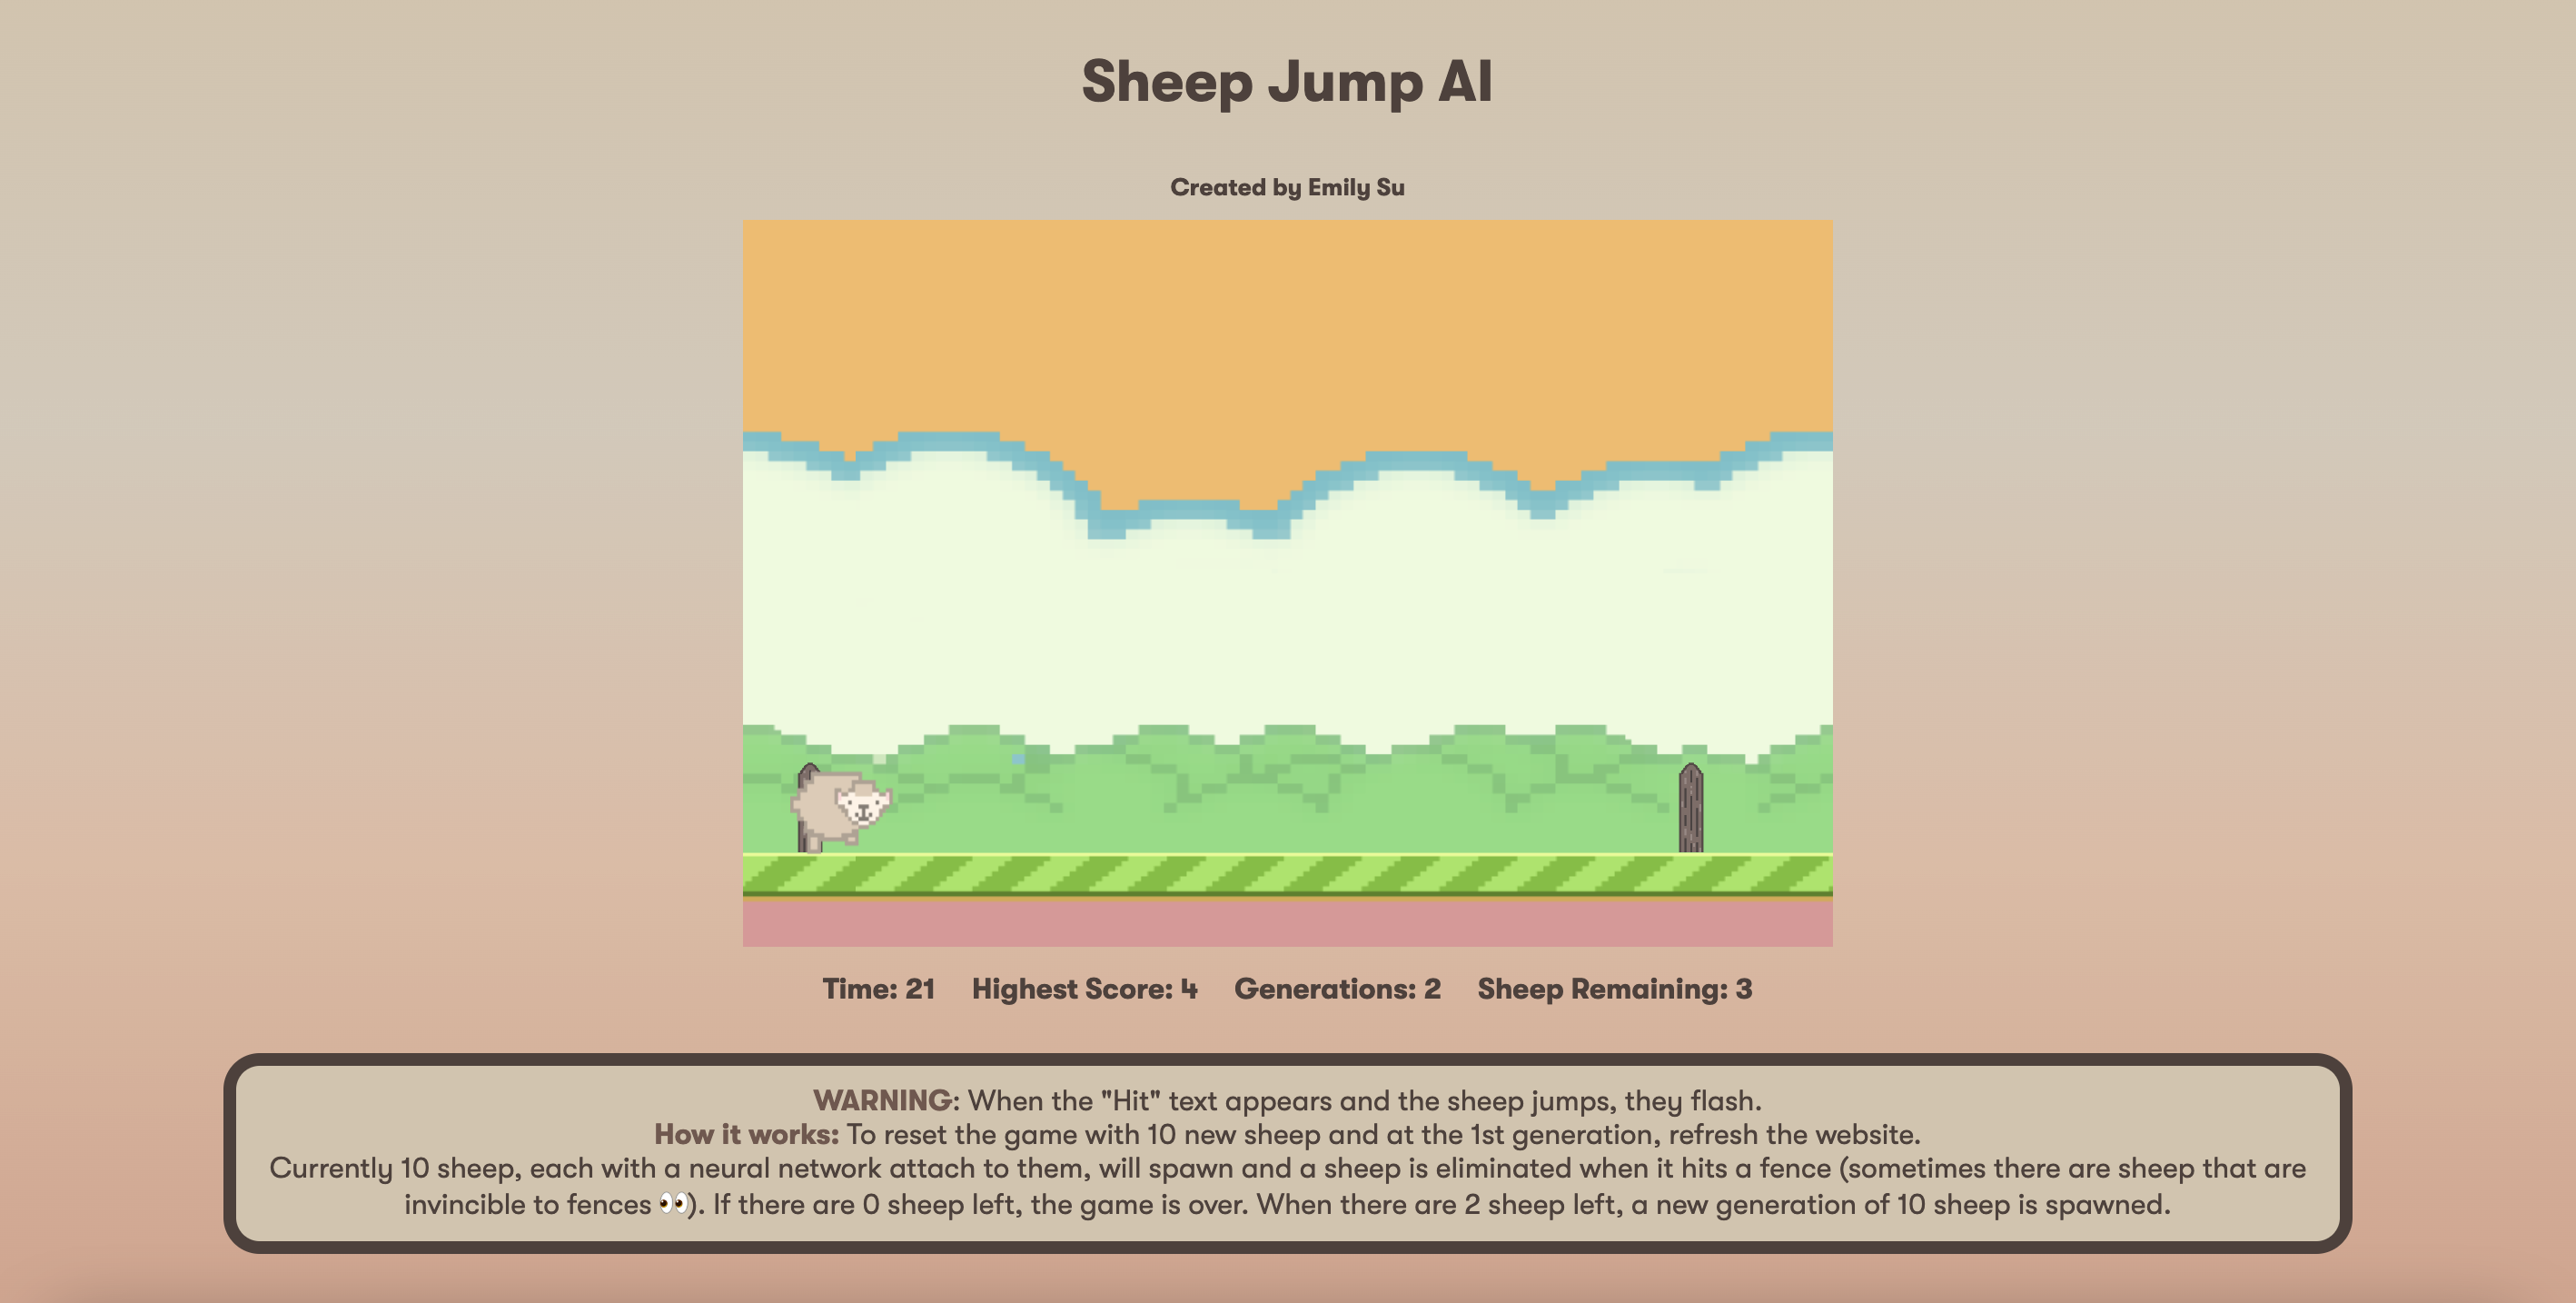 Sheep Jump AI
Created by Emily Su
Time: 21 Highest Score: 4 Generations: 2 Sheep Remaining: 3
WARNING: When the "Hit" text appears and the sheep jumps, they flash.
How it works: To reset the game with 10 new sheep and at the 1st generation, refresh the website.
Currently 10 sheep, each with a neural network attach to them, will spawn and a sheep is eliminated when it hits a fence (sometimes there are sheep that are
invincible to fences 👀). If there are 0 sheep left, the game is over. When there are 2 sheep left, a new generation of 10 sheep is spawned.